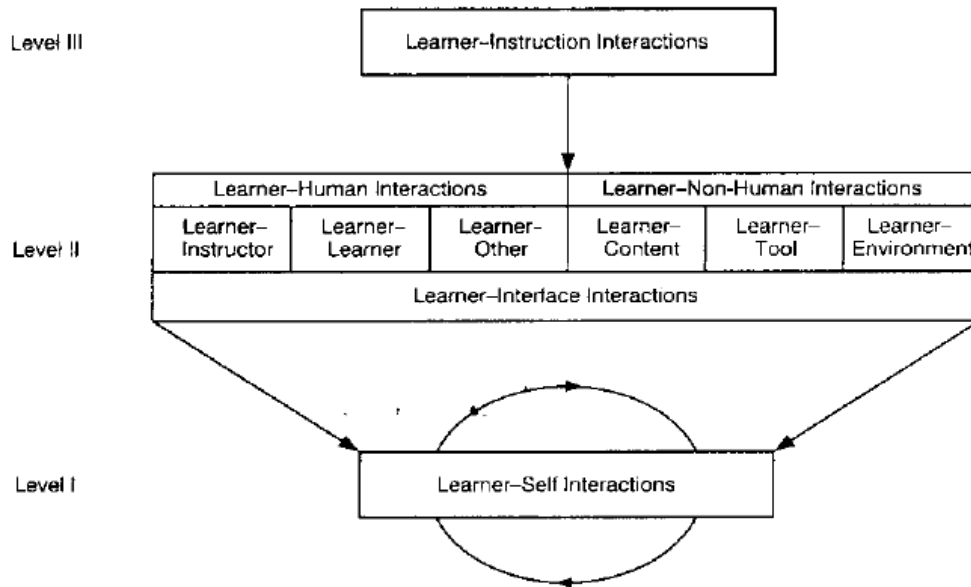 Level III
Learner–Instruction Interactions
Learner–Human Interactions
Learner–Non-Human Interactions
Level II
Learner–
Instructor
Learner–
Learner
Learner–
Other
Learner–
Content
Learner–
Tool
Learner–
Environment
Learner–Interface Interactions
Level I
Learner–Self Interactions